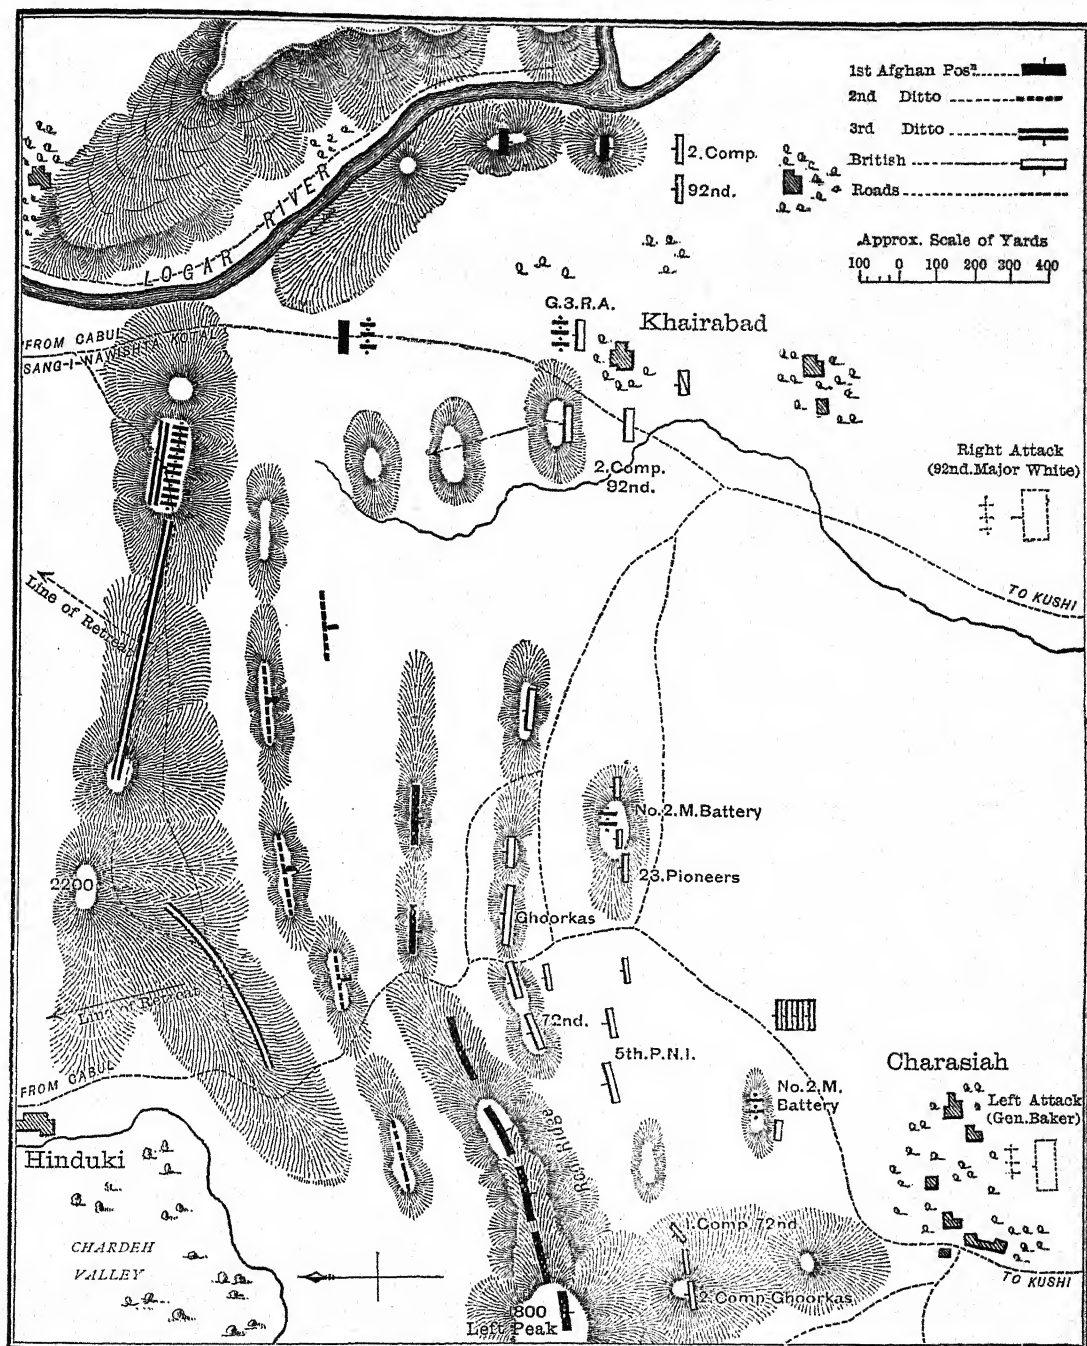 1st Afghan Posn
2nd Ditto
3rd Ditto
British
Roads
Approx. Scale of Yards
100 0 100 200 300 400
2.Comp.
92nd.
LOGAR RIVER
G.3.R.A.
Khairabad
FROM CABUL
SANG-I-NAWISHTA KOTAL
2.Comp.
92nd.
Right Attack
(92nd.Major White)
TO KUSHI
Line of Retreat
No.2.M.Battery
23.Pioneers
2200
Ghoorkas
Line of Retreat
72nd.
5th.P.N.I.
FROM CABUL
Charasiah
No.2.M.
Battery
Left Attack
(Gen.Baker)
Red Ridge
Hinduki
1.Comp.72nd
CHARDEH
VALLEY
TO KUSHI
2.Comp.Ghoorkas
1800
Left Peak